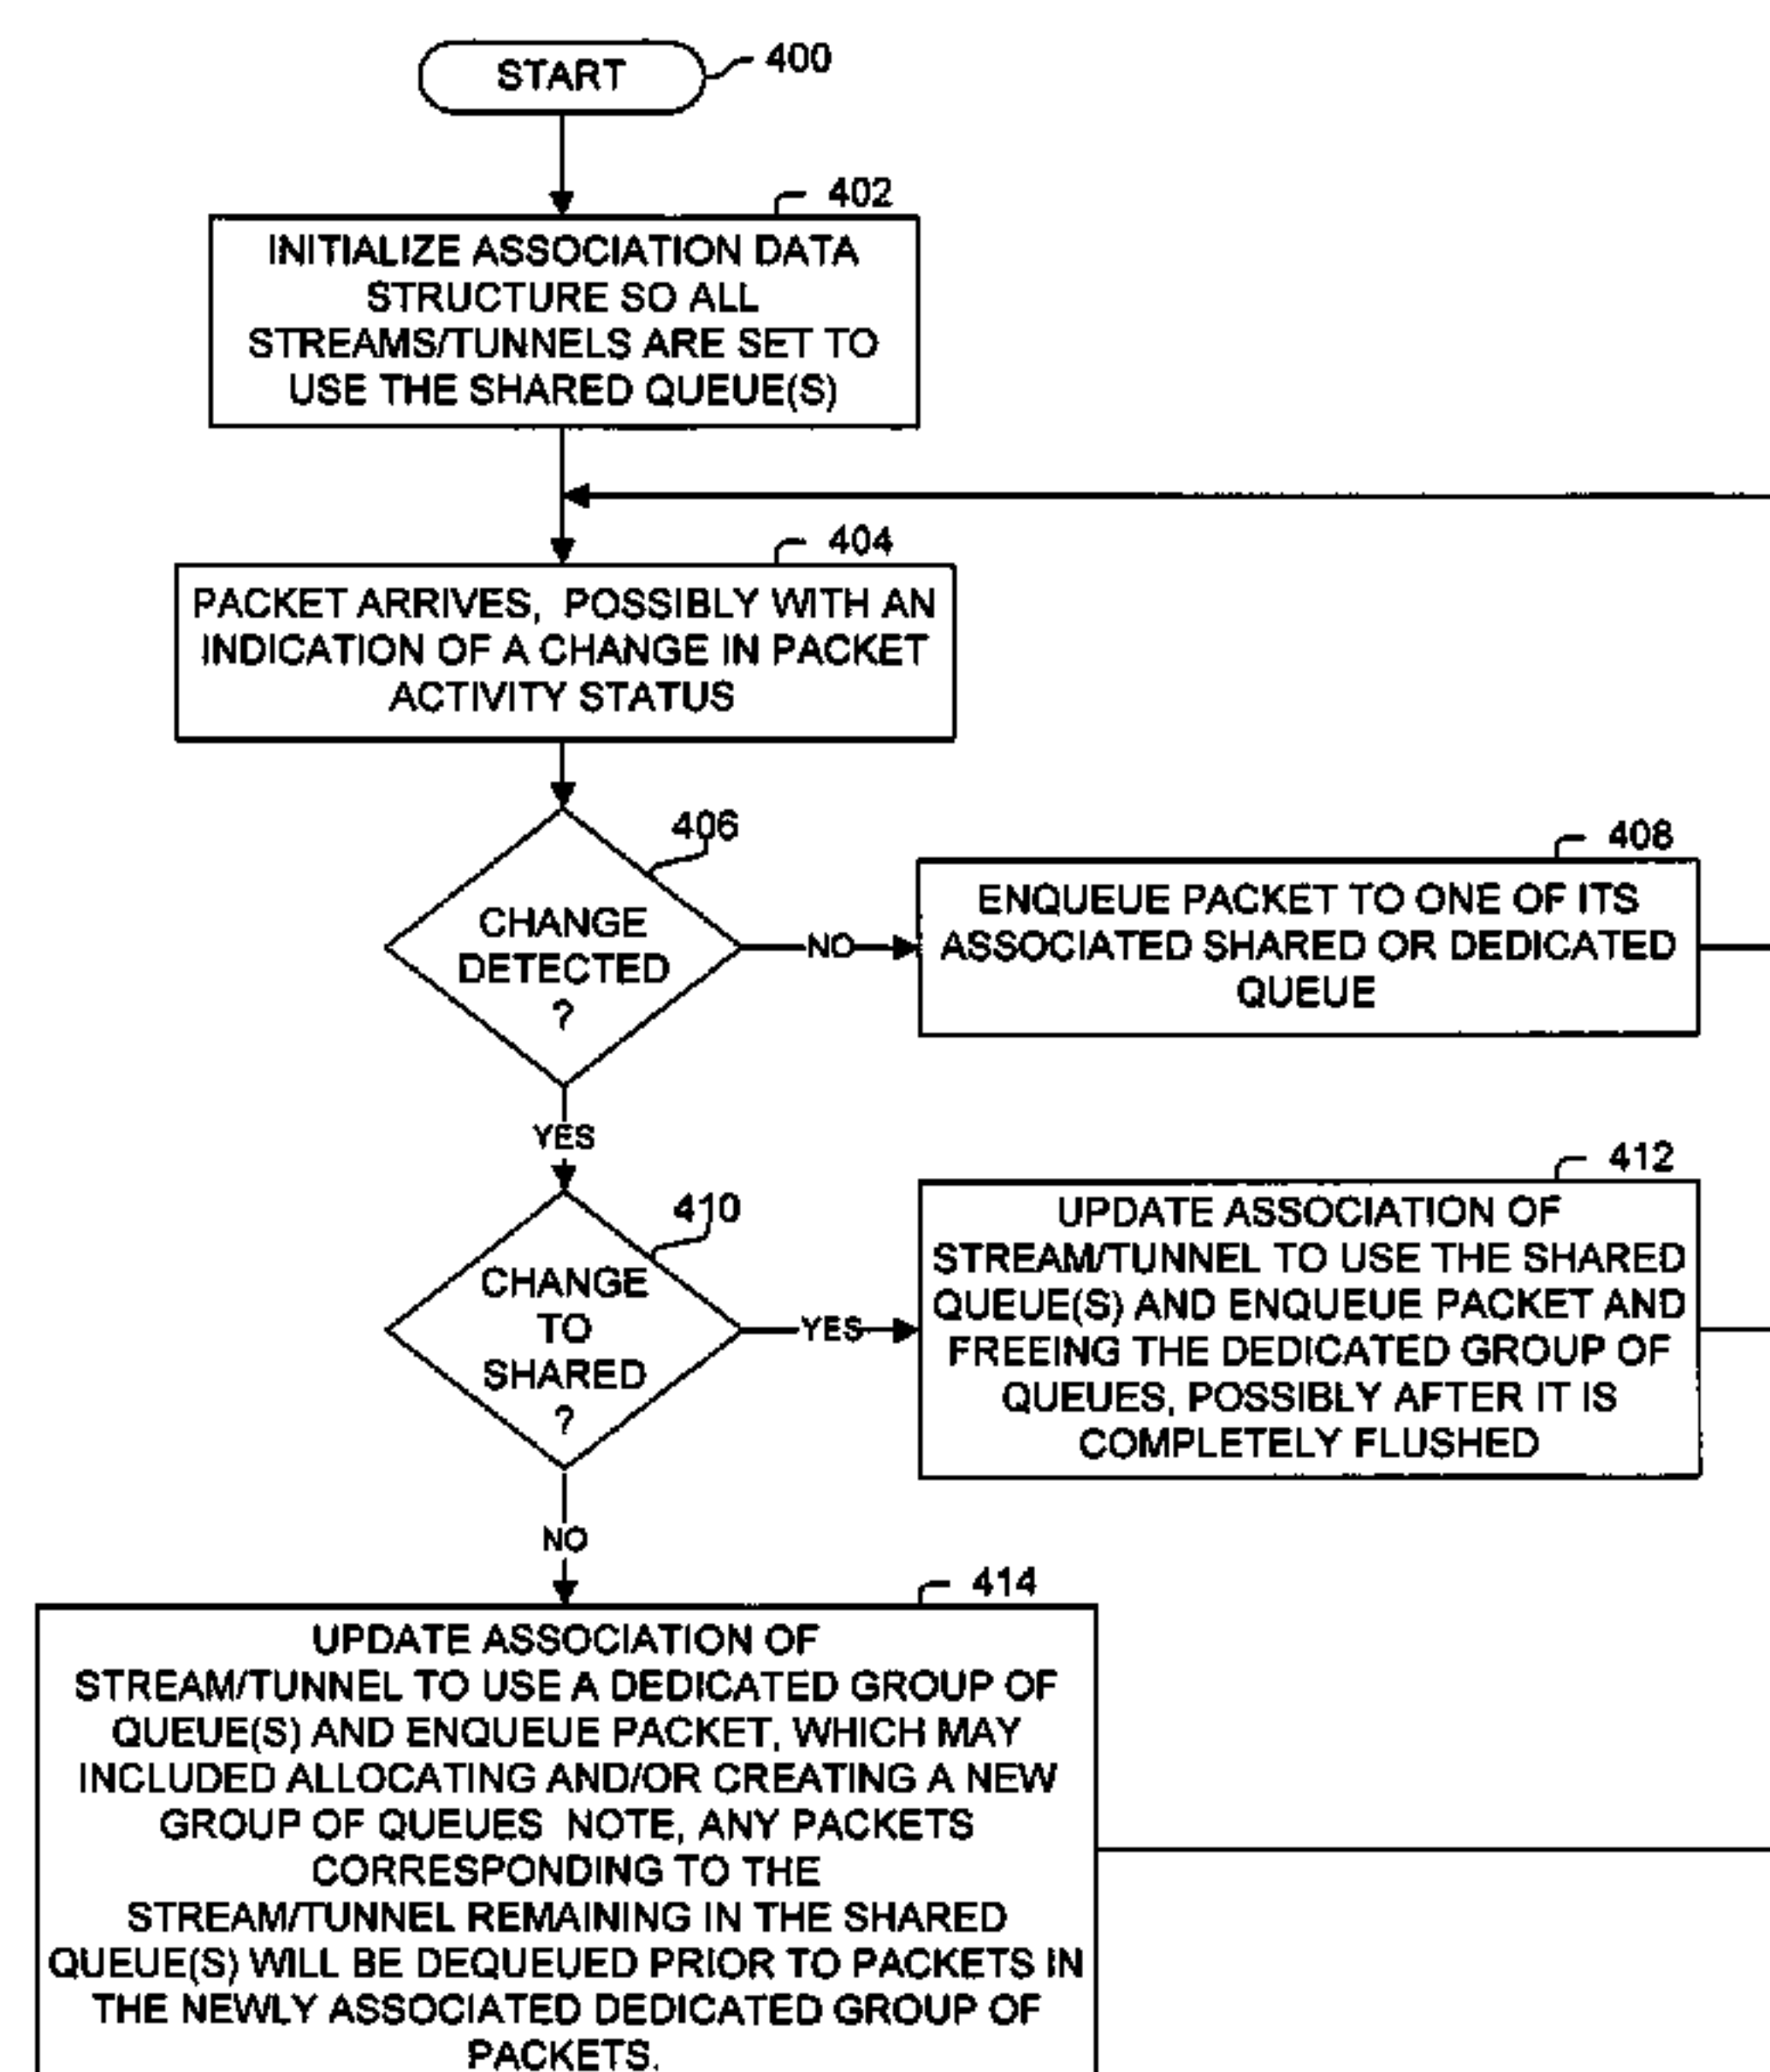 START
400
402
INITIALIZE ASSOCIATION DATA
STRUCTURE SO ALL
STREAMS/TUNNELS ARE SET TO
USE THE SHARED QUEUE(S)
404
PACKET ARRIVES, POSSIBLY WITH AN
INDICATION OF A CHANGE IN PACKET
ACTIVITY STATUS
406
CHANGE
DETECTED
?
NO
408
ENQUEUE PACKET TO ONE OF ITS
ASSOCIATED SHARED OR DEDICATED
QUEUE
YES
410
CHANGE
TO
SHARED
?
YES
412
UPDATE ASSOCIATION OF
STREAM/TUNNEL TO USE THE SHARED
QUEUE(S) AND ENQUEUE PACKET AND
FREEING THE DEDICATED GROUP OF
QUEUES, POSSIBLY AFTER IT IS
COMPLETELY FLUSHED
NO
414
UPDATE ASSOCIATION OF
STREAM/TUNNEL TO USE A DEDICATED GROUP OF
QUEUE(S) AND ENQUEUE PACKET, WHICH MAY
INCLUDED ALLOCATING AND/OR CREATING A NEW
GROUP OF QUEUES NOTE, ANY PACKETS
CORRESPONDING TO THE
STREAM/TUNNEL REMAINING IN THE SHARED
QUEUE(S) WILL BE DEQUEUED PRIOR TO PACKETS IN
THE NEWLY ASSOCIATED DEDICATED GROUP OF
PACKETS.